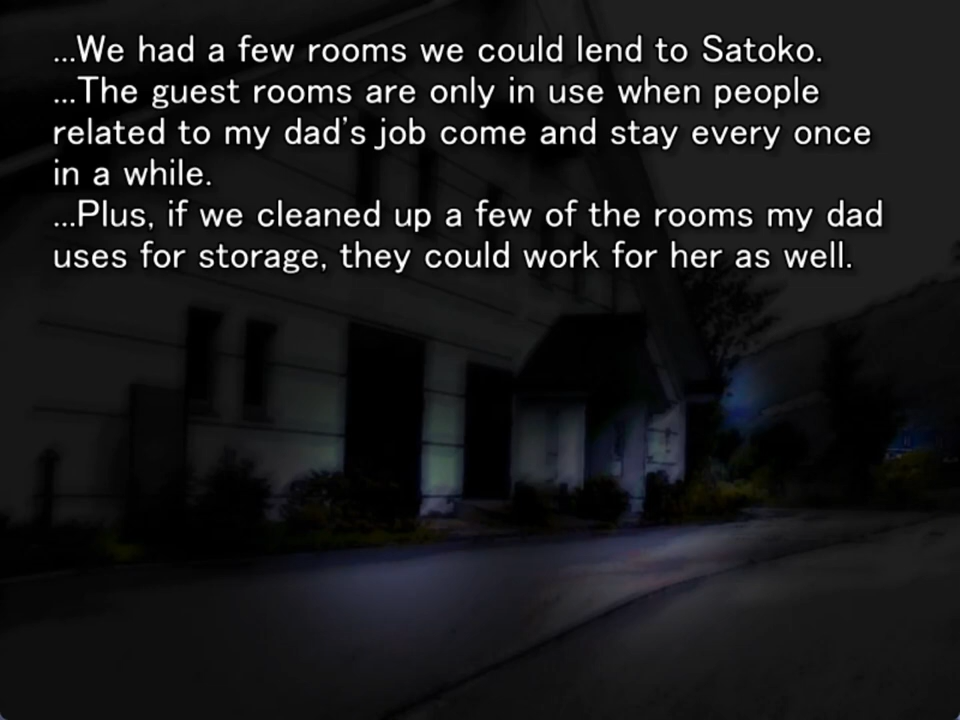 ...We had a few rooms we could lend to Satoko.
...The guest rooms are only in use when people
related to my dad's job come and stay every once
in a while.
...Plus, if we cleaned up a few of the rooms my dad
uses for storage, they could work for her as well.